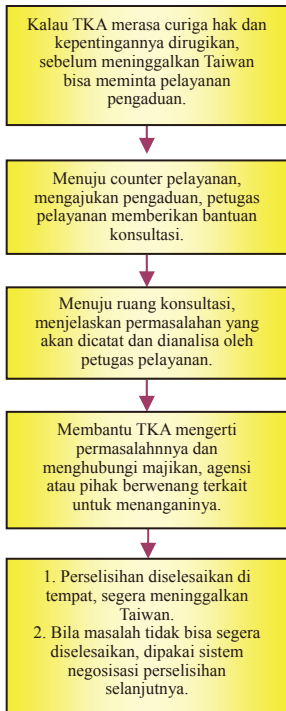 Kalau TKA merasa curiga hak dan
kepentingannya dirugikan,
sebelum meninggalkan Taiwan
bisa meminta pelayanan
pengaduan.
Menuju counter pelayanan,
mengajukan pengaduan, petugas
pelayanan memberikan bantuan
konsultasi.
Menuju ruang konsultasi,
menjelaskan permasalahan yang
akan dicatat dan dianalisa oleh
petugas pelayanan.
Membantu TKA mengerti
permasalahnnya dan
menghubungi majikan, agensi
atau pihak berwenang terkait
untuk menanganinya.
1. Perselisihan diselesaikan di
tempat, segera meninggalkan
Taiwan.
2. Bila masalah tidak bisa segera
diselesaikan, dipakai sistem
negosisasi perselisihan
selanjutnya.